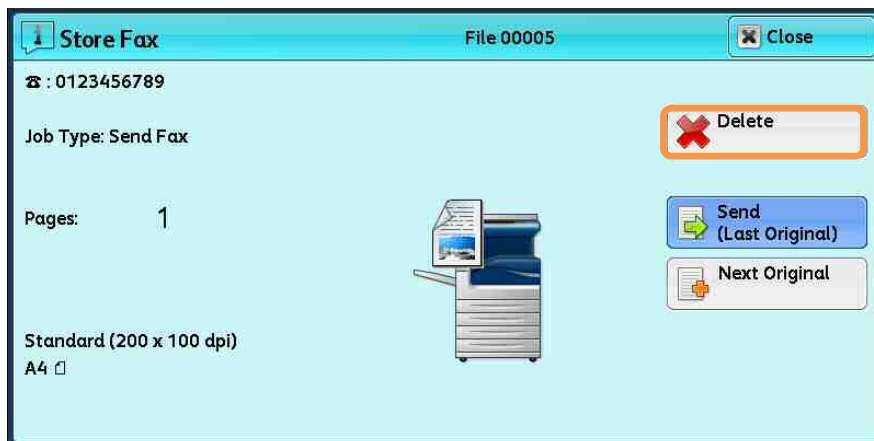 Store Fax
File 00005
Close
☎ : 0123456789
Delete
Job Type: Send Fax
Pages: 1
Send
(Last Original)
Next Original
Standard (200 x 100 dpi)
A4